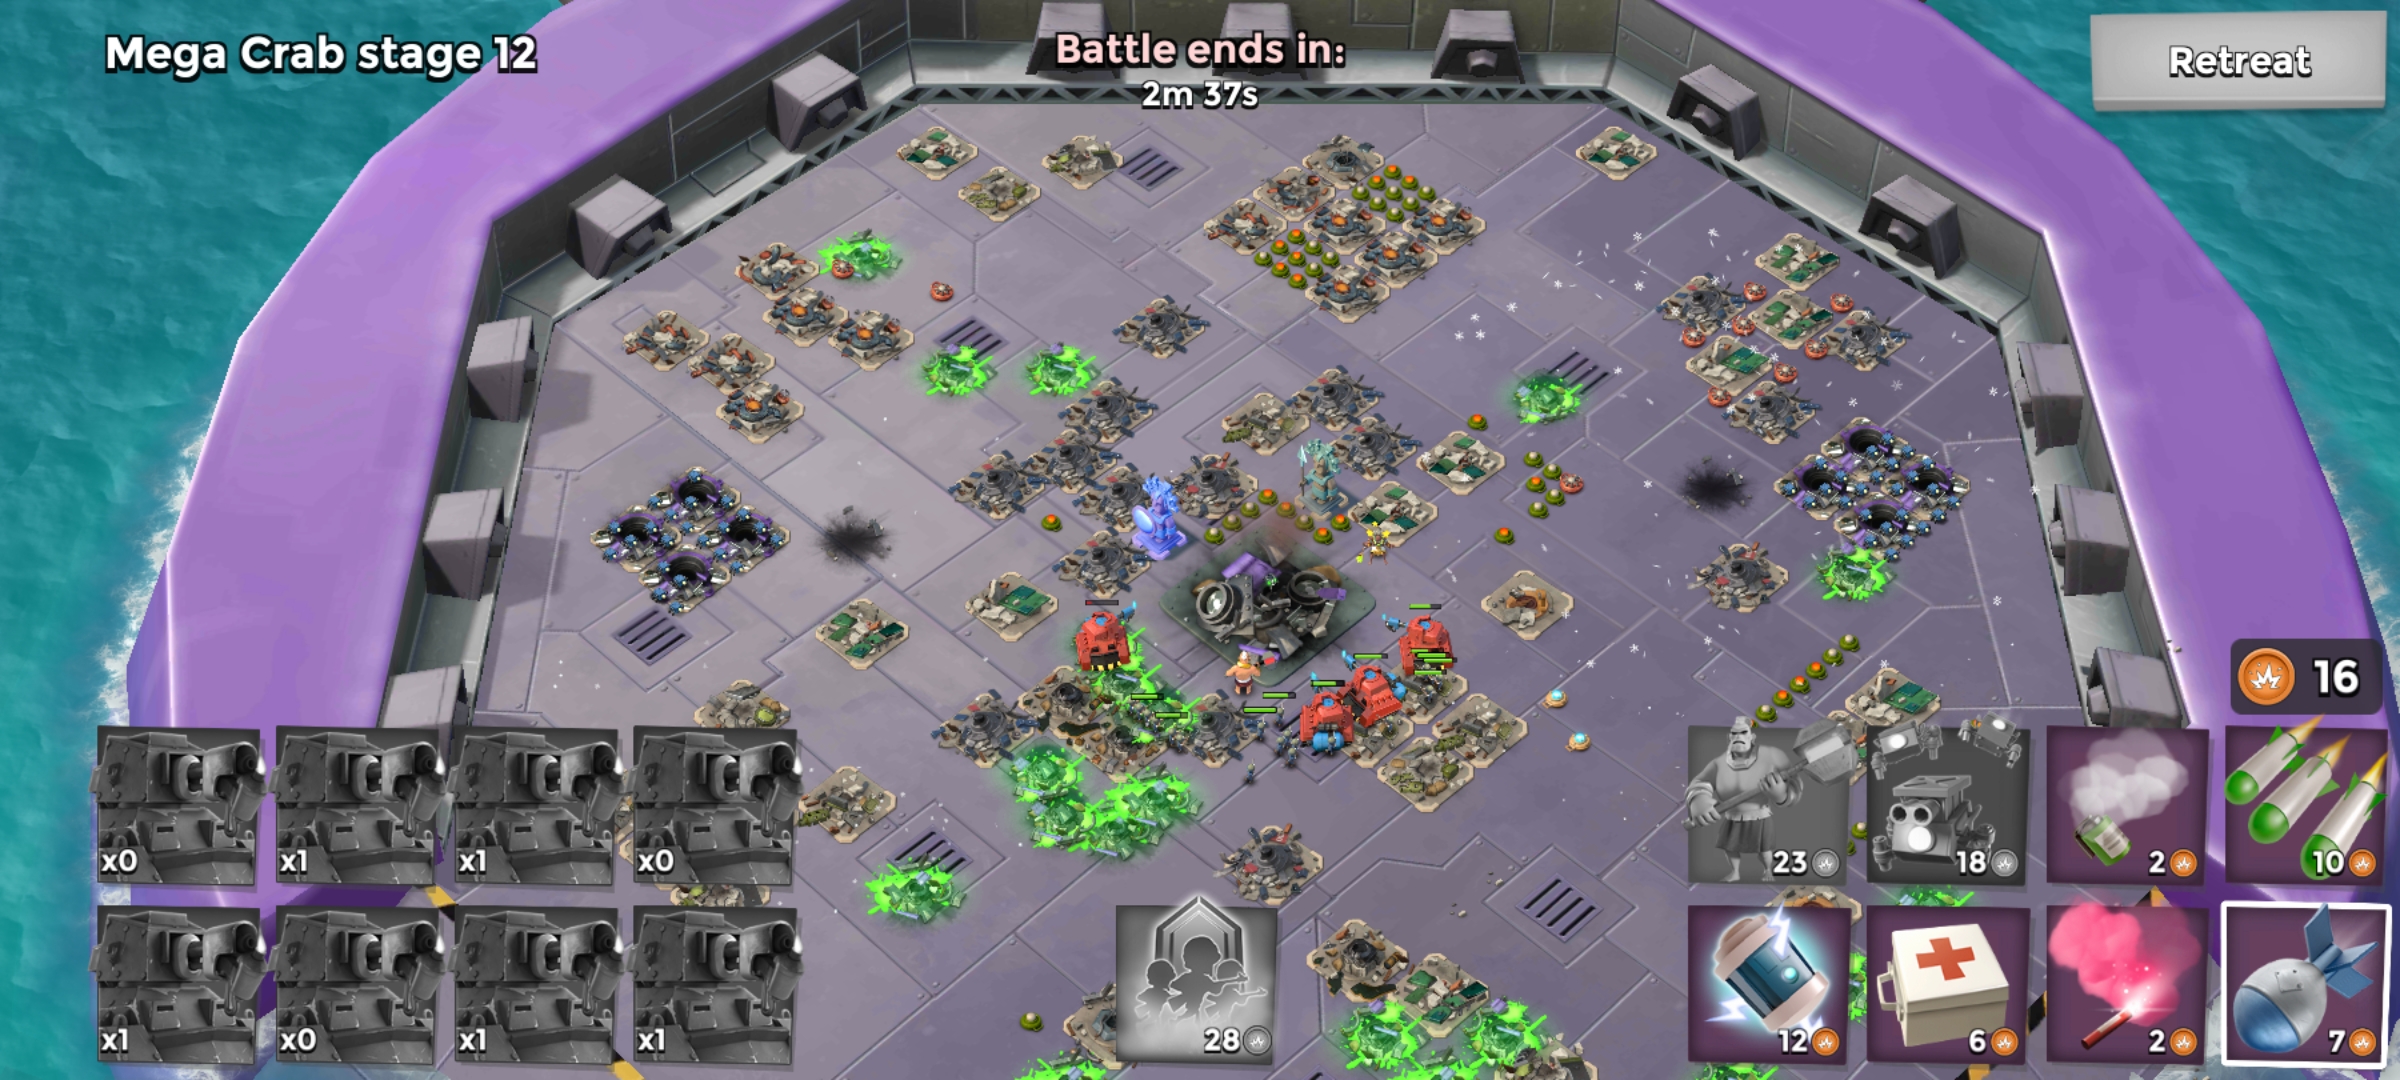 Mega Crab stage 12
Battle ends in:
2m 37s
Retreat
16
x0
x1
x1
x0
23
18
2
10
x1
x0
x1
x1
28
12
6
2
7